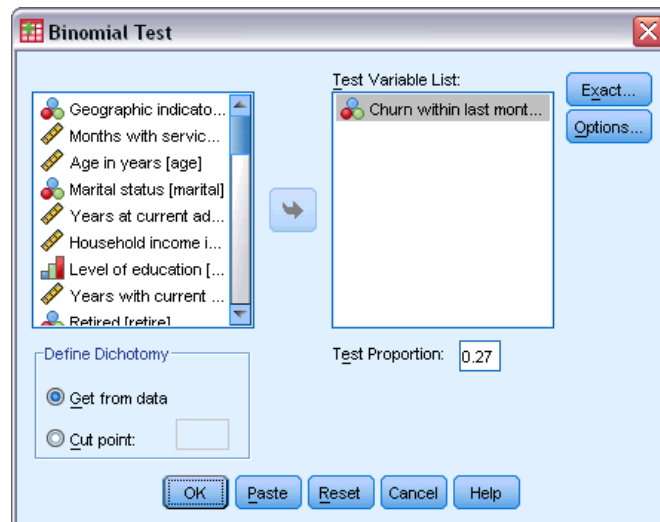 Binomial Test
Geographic indicato...
Months with servic...
Age in years [age]
Marital status [marital]
Years at current ad...
Household income i...
Level of education [...
Years with current ...
Retired [retire]
Test Variable List:
Churn within last mont...
Exact...
Options...
Define Dichotomy
Get from data
Cut point:
Test Proportion: 0.27
OK Paste Reset Cancel Help